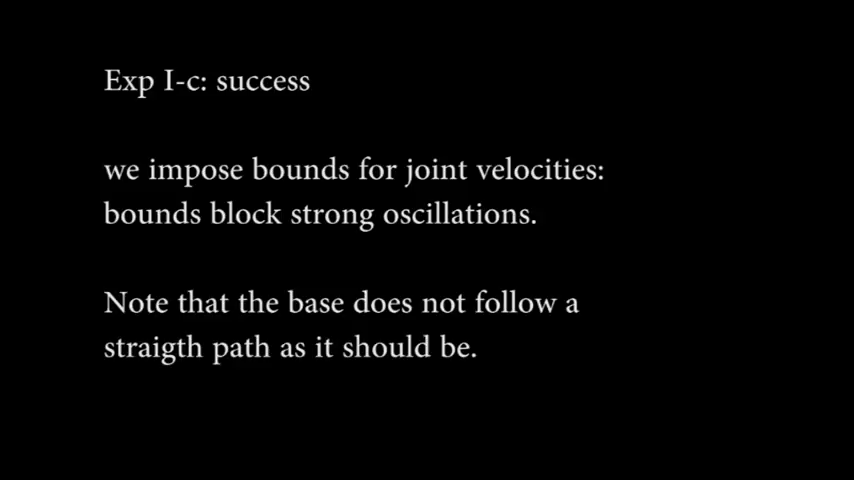 Exp I-c: success
we impose bounds for joint velocities:
bounds block strong oscillations.
Note that the base does not follow a
straigth path as it should be.